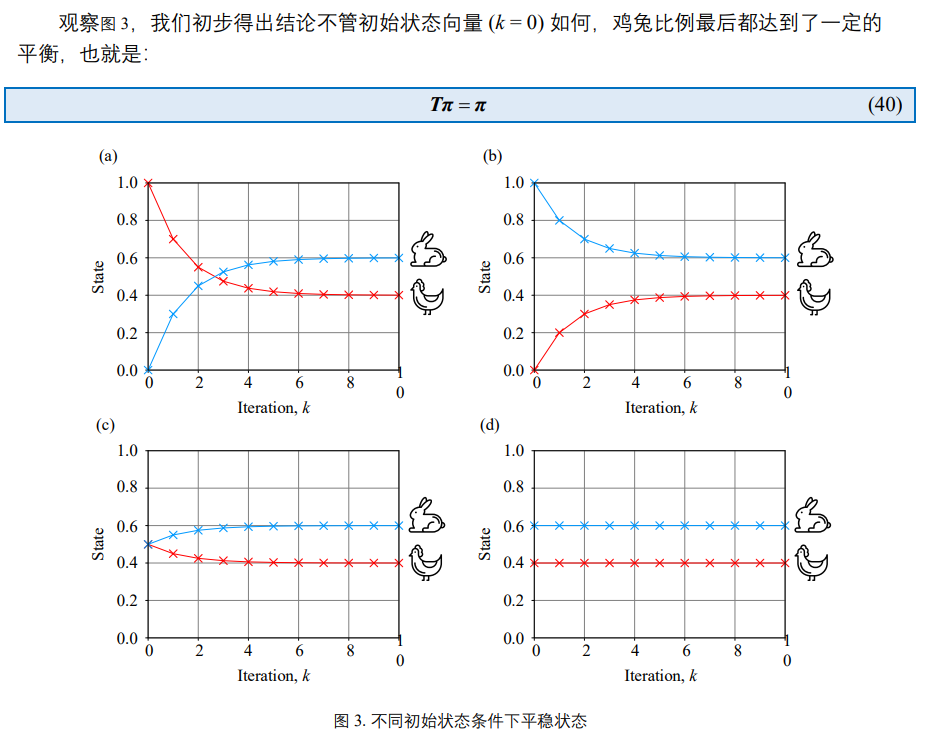 观察图 3，我们初步得出结论不管初始状态向量 (k = 0) 如何，鸡兔比例最后都达到了一定的
平衡，也就是：
Tπ = π (40)
(a)
1.0
0.8
0.6
0.4
0.2
0.0
State
0 2 4 6 8 10
Iteration, k
(b)
1.0
0.8
0.6
0.4
0.2
0.0
State
0 2 4 6 8 10
Iteration, k
(c)
1.0
0.8
0.6
0.4
0.2
0.0
State
0 2 4 6 8 10
Iteration, k
(d)
1.0
0.8
0.6
0.4
0.2
0.0
State
0 2 4 6 8 10
Iteration, k
图 3. 不同初始状态条件下平稳状态